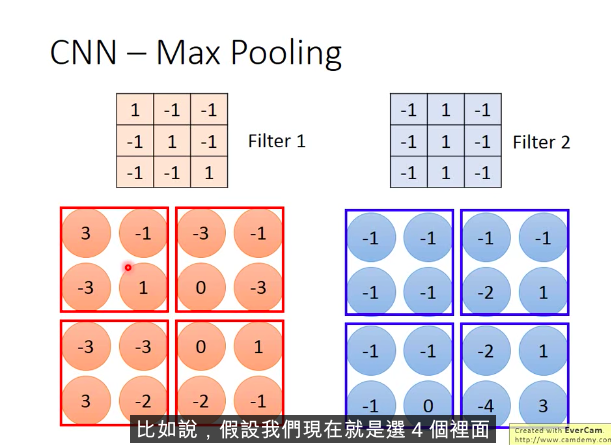 CNN – Max Pooling
1 -1 -1 -1 1 -1
-1 1 -1 Filter 1 -1 1 -1 Filter 2
-1 -1 1 -1 1 -1
3 -1 -3 -1 -1 -1 -1 -1
-3 1 0 -3 -1 -1 -2 1
-3 -3 0 1 -1 -1 -2 1
3 -2 -2 -1 -1 0 -4 3
比如說，假設我們現在就是選 4 個裡面
Created with EverCam.
http://www.camdemy.com